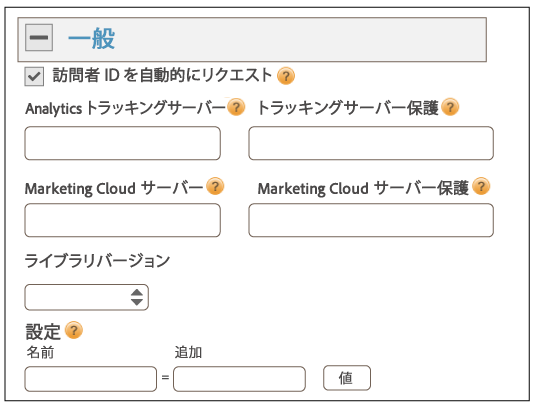 一般
訪問者 ID を自動的にリクエスト ?
Analytics トラッキングサーバー ? トラッキングサーバー保護 ?
Marketing Cloud サーバー ? Marketing Cloud サーバー保護 ?
ライブラリバージョン
設定 ?
名前 追加
= 値